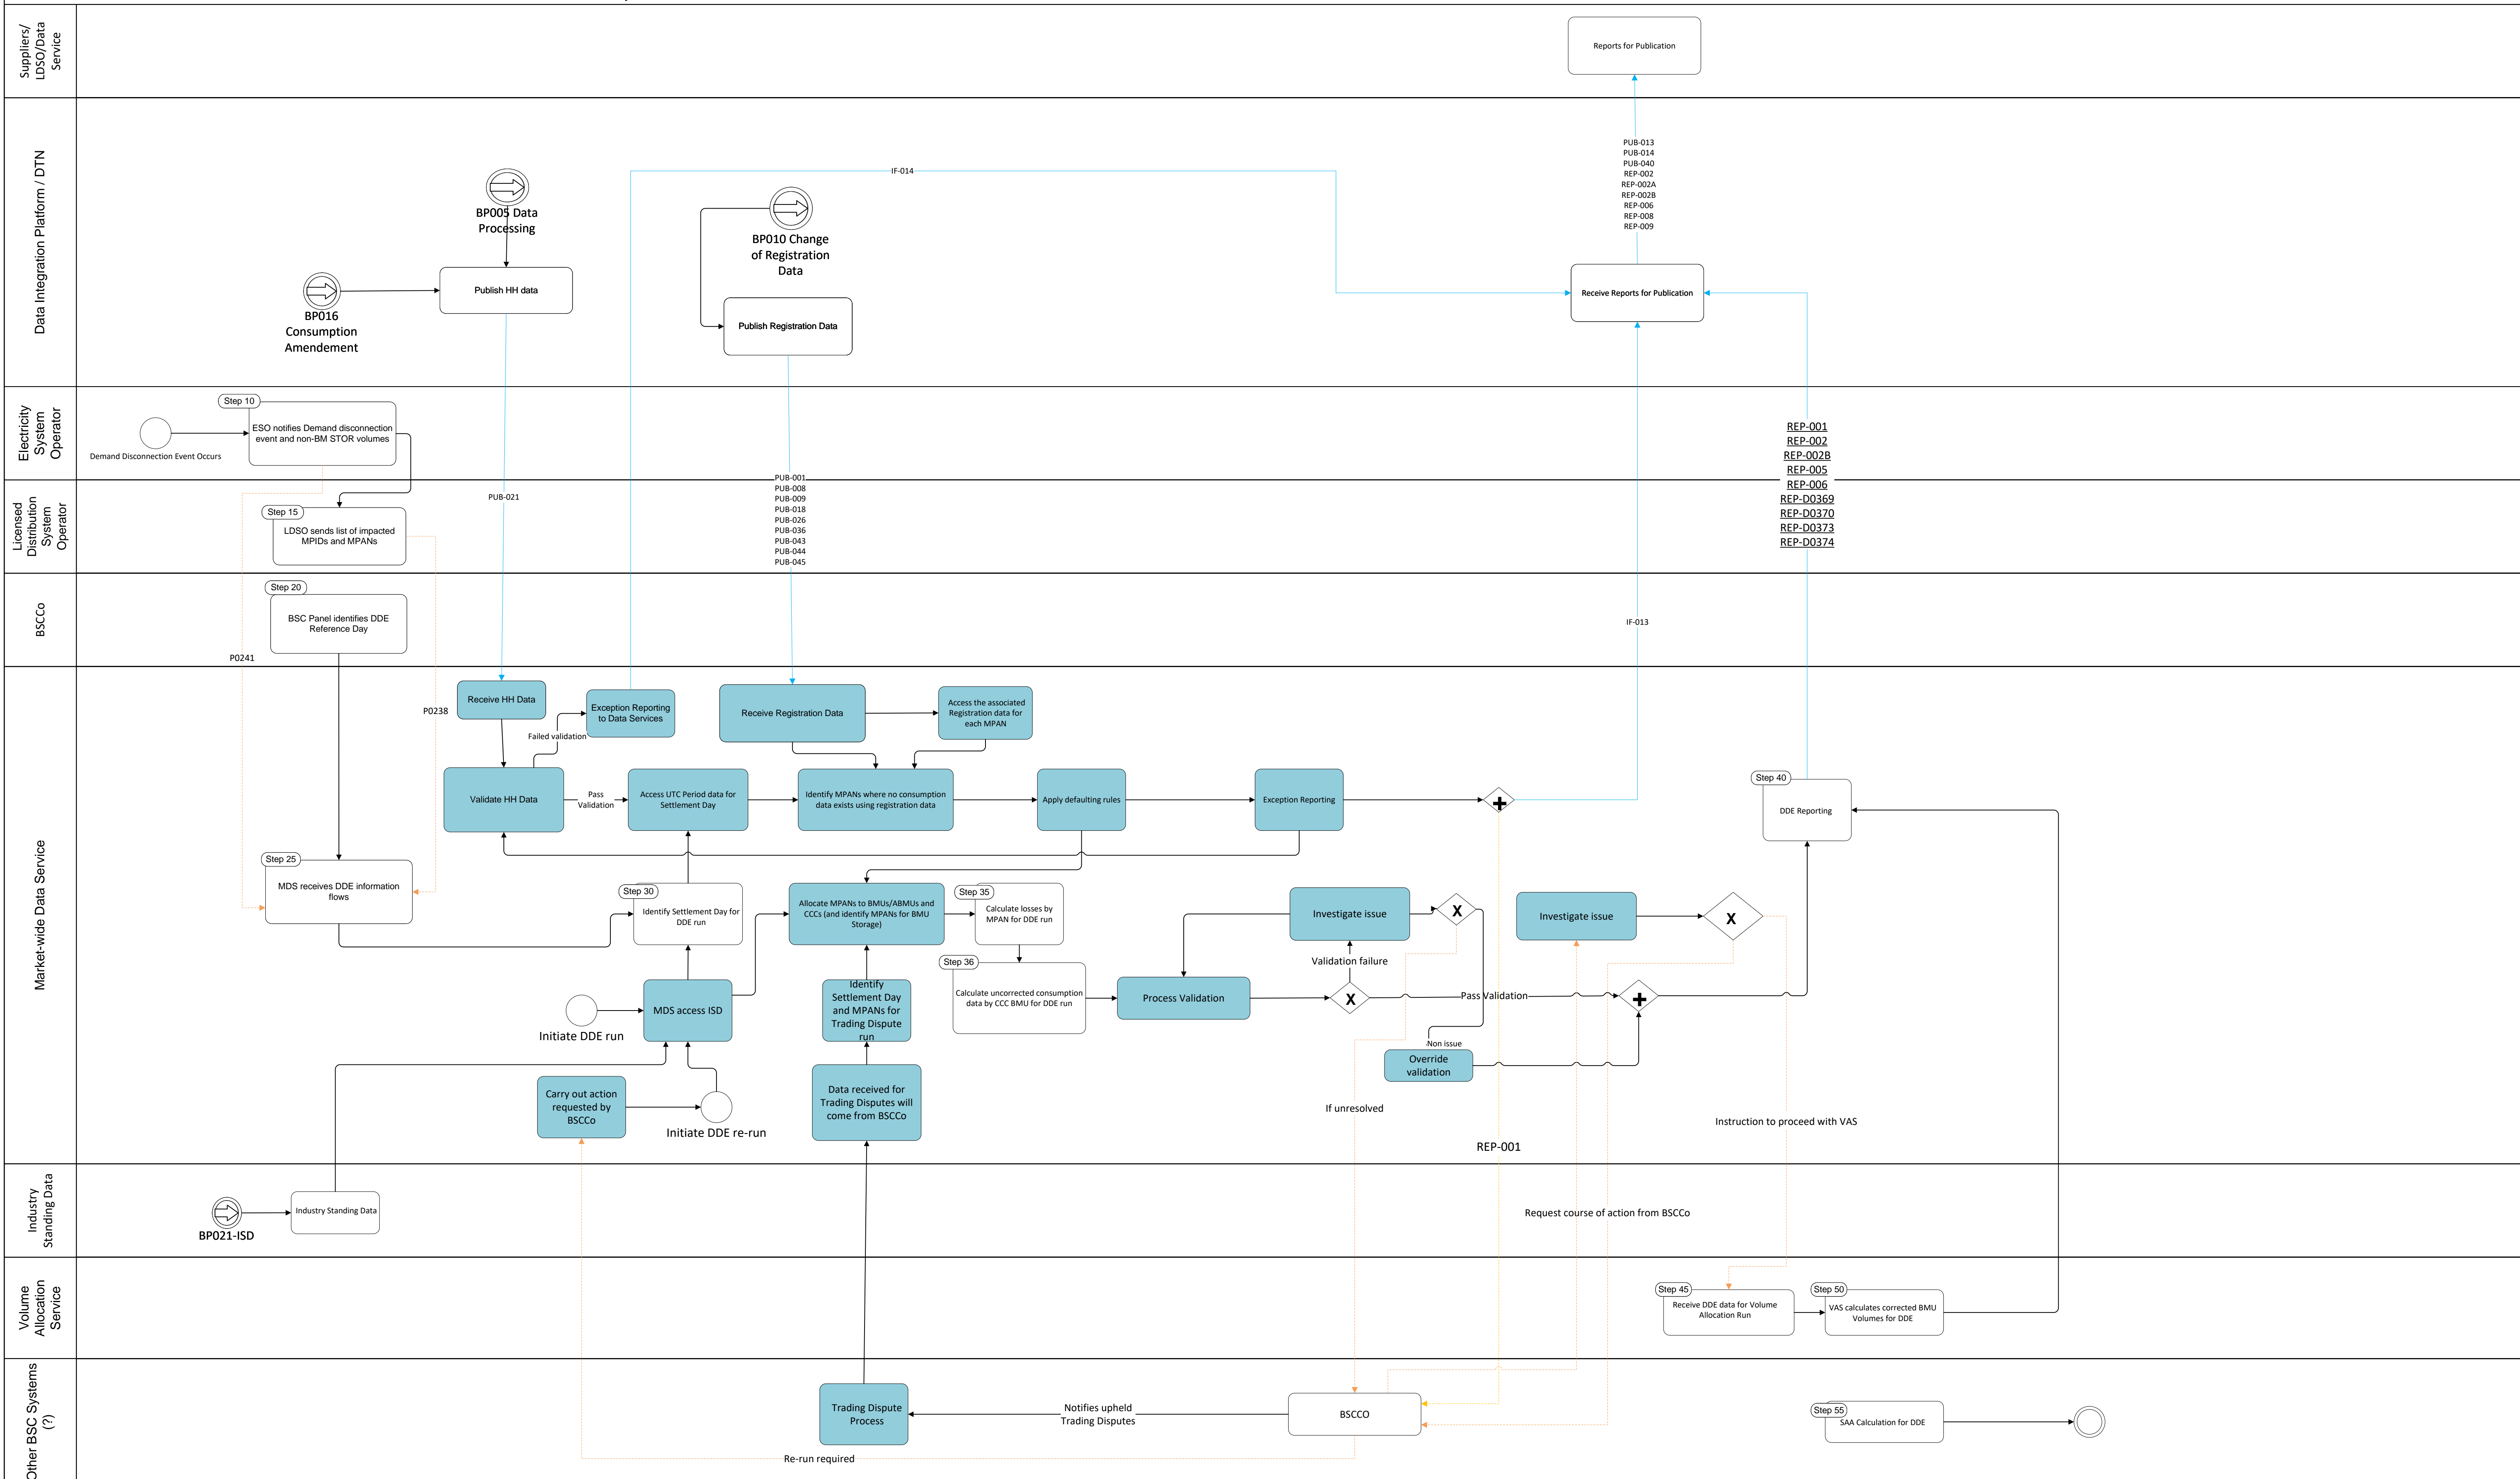 Suppliers/
LDSO/Data
Service
Reports for Publication
Data Integration Platform / DTN
BP005 Data
Processing
BP016
Consumption
Amendement
Publish HH data
IF-014
BP010 Change
of Registration
Data
Publish Registration Data
PUB-013
PUB-014
PUB-040
REP-002
REP-002A
REP-002B
REP-006
REP-008
REP-009
Receive Reports for Publication
Electricity
System
Operator
Demand Disconnection Event Occurs
Step 10
ESO notifies Demand disconnection
event and non-BM STOR volumes
PUB-021
PUB-001
PUB-008
PUB-009
PUB-018
PUB-026
PUB-036
PUB-043
PUB-044
PUB-045
REP-001
REP-002
REP-002B
REP-005
REP-006
REP-D0369
REP-D0370
REP-D0373
REP-D0374
Licensed
Distribution
System
Operator
Step 15
LDSO sends list of impacted
MPIDs and MPANs
BSCCo
Step 20
BSC Panel identifies DDE
Reference Day
P0241
IF-013
Market-wide Data Service
P0238
Receive HH Data
Exception Reporting
to Data Services
Failed validation
Receive Registration Data
Access the associated
Registration data for
each MPAN
Validate HH Data
Pass
Validation
Access UTC Period data for
Settlement Day
Identify MPANs where no consumption
data exists using registration data
Apply defaulting rules
Exception Reporting
Step 40
DDE Reporting
Step 25
MDS receives DDE information
flows
Step 30
Identify Settlement Day for
DDE run
Allocate MPANs to BMUs/ABMUs and
CCCs (and identify MPANs for BMU
Storage)
Step 35
Calculate losses by
MPAN for DDE run
Step 36
Calculate uncorrected consumption
data by CCC BMU for DDE run
Process Validation
Investigate issue
X
Validation failure
X
Pass Validation
Investigate issue
X
Non issue
Override
validation
Initiate DDE run
MDS access ISD
Identify
Settlement Day
and MPANs for
Trading Dispute
run
Carry out action
requested by
BSCCo
Initiate DDE re-run
Data received for
Trading Disputes will
come from BSCCo
If unresolved
Instruction to proceed with VAS
REP-001
Industry
Standing Data
BP021-ISD
Industry Standing Data
Request course of action from BSCCo
Volume
Allocation
Service
Step 45
Receive DDE data for Volume
Allocation Run
Step 50
VAS calculates corrected BMU
Volumes for DDE
Other BSC Systems
(?)
Trading Dispute
Process
Notifies upheld
Trading Disputes
BSCCO
Re-run required
Step 55
SAA Calculation for DDE